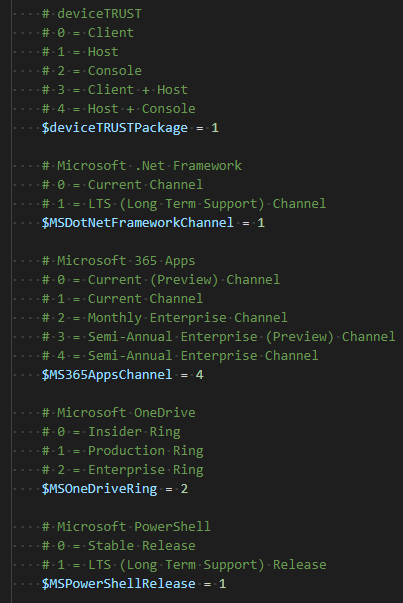 # deviceTRUST
# 0 = Client
# 1 = Host
# 2 = Console
# 3 = Client + Host
# 4 = Host + Console
$deviceTRUSTPackage = 1
# Microsoft .Net Framework
# 0 = Current Channel
# 1 = LTS (Long Term Support) Channel
$MSDotNetFrameworkChannel = 1
# Microsoft 365 Apps
# 0 = Current (Preview) Channel
# 1 = Current Channel
# 2 = Monthly Enterprise Channel
# 3 = Semi-Annual Enterprise (Preview) Channel
# 4 = Semi-Annual Enterprise Channel
$MS365AppsChannel = 4
# Microsoft OneDrive
# 0 = Insider Ring
# 1 = Production Ring
# 2 = Enterprise Ring
$MSOneDriveRing = 2
# Microsoft PowerShell
# 0 = Stable Release
# 1 = LTS (Long Term Support) Release
$MSPowerShellRelease = 1